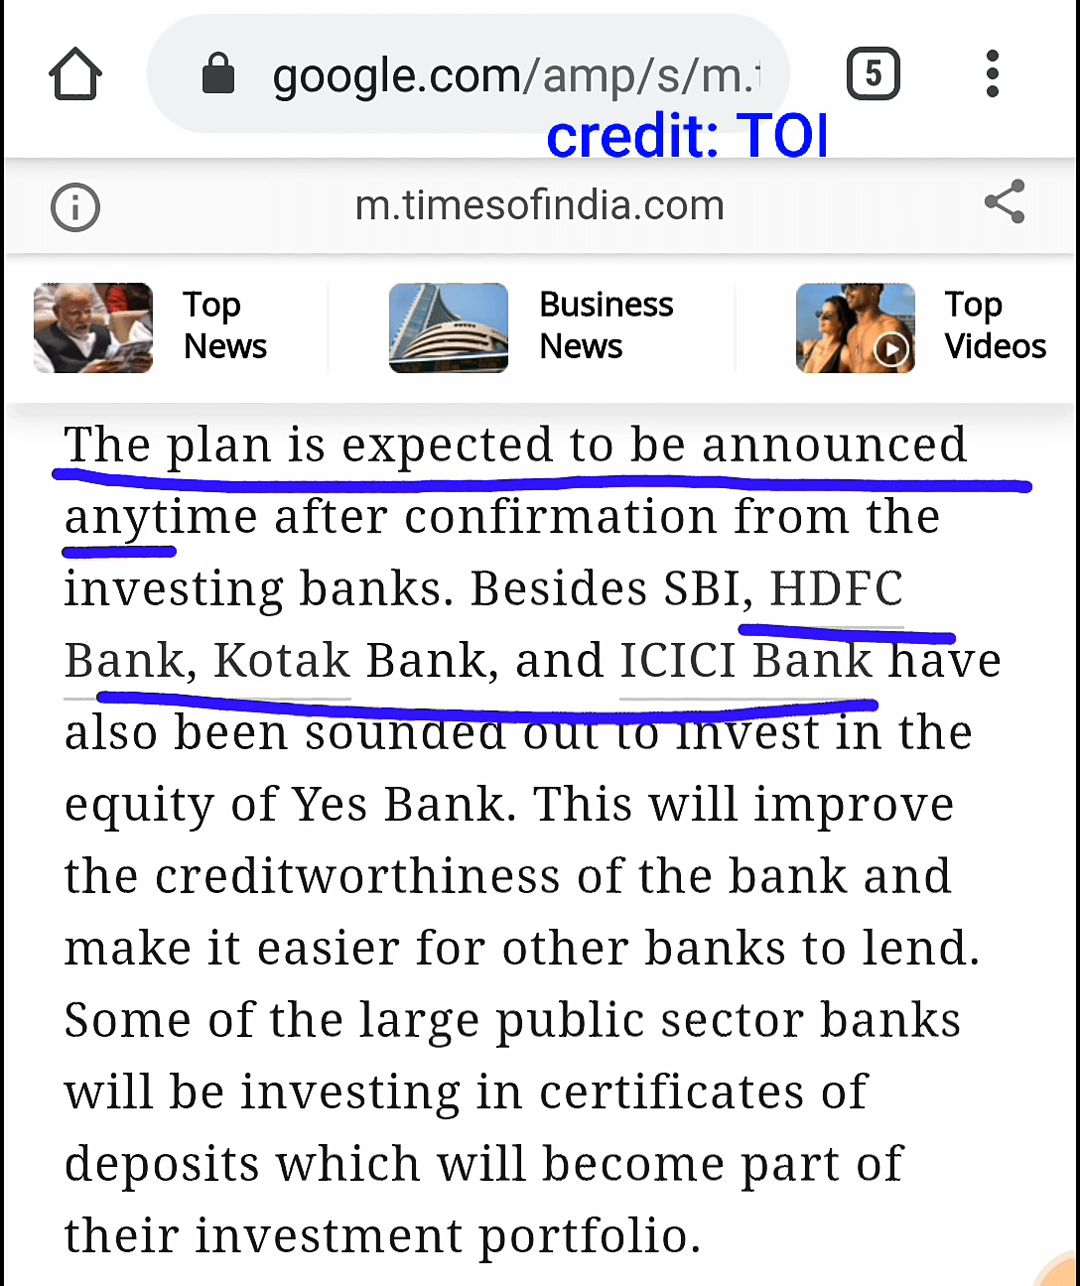 google.com/amp/s/m.
5
credit: TOI
m.timesofindia.com
Top
News
Business
News
Top
Videos
The plan is expected to be announced
anytime after confirmation from the
investing banks. Besides SBI, HDFC
Bank, Kotak Bank, and ICICI Bank have
also been sounded out to invest in the
equity of Yes Bank. This will improve
the creditworthiness of the bank and
make it easier for other banks to lend.
Some of the large public sector banks
will be investing in certificates of
deposits which will become part of
their investment portfolio.